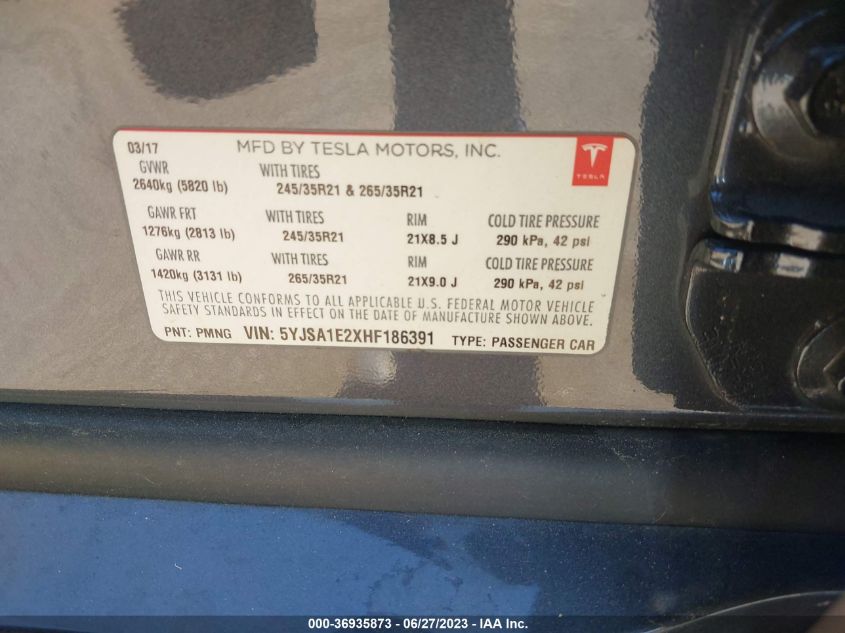 03/17 MFD BY TESLA MOTORS, INC.
TESLA
GVWR WITH TIRES
2640kg (5820 lb) 245/35R21 & 265/35R21
GAWR FRT WITH TIRES RIM COLD TIRE PRESSURE
1276kg (2813 lb) 245/35R21 21X8.5 J 290 kPa, 42 psi
GAWR RR WITH TIRES RIM COLD TIRE PRESSURE
1420kg (3131 lb) 265/35R21 21X9.0 J 290 kPa, 42 psi
THIS VEHICLE CONFORMS TO ALL APPLICABLE U.S. FEDERAL MOTOR VEHICLE
SAFETY STANDARDS IN EFFECT ON THE DATE OF MANUFACTURE SHOWN ABOVE.
PNT: PMNG VIN: 5YJSA1E2XHF186391 TYPE: PASSENGER CAR
000-36935873 / 06/27/2023 - IAA Inc.